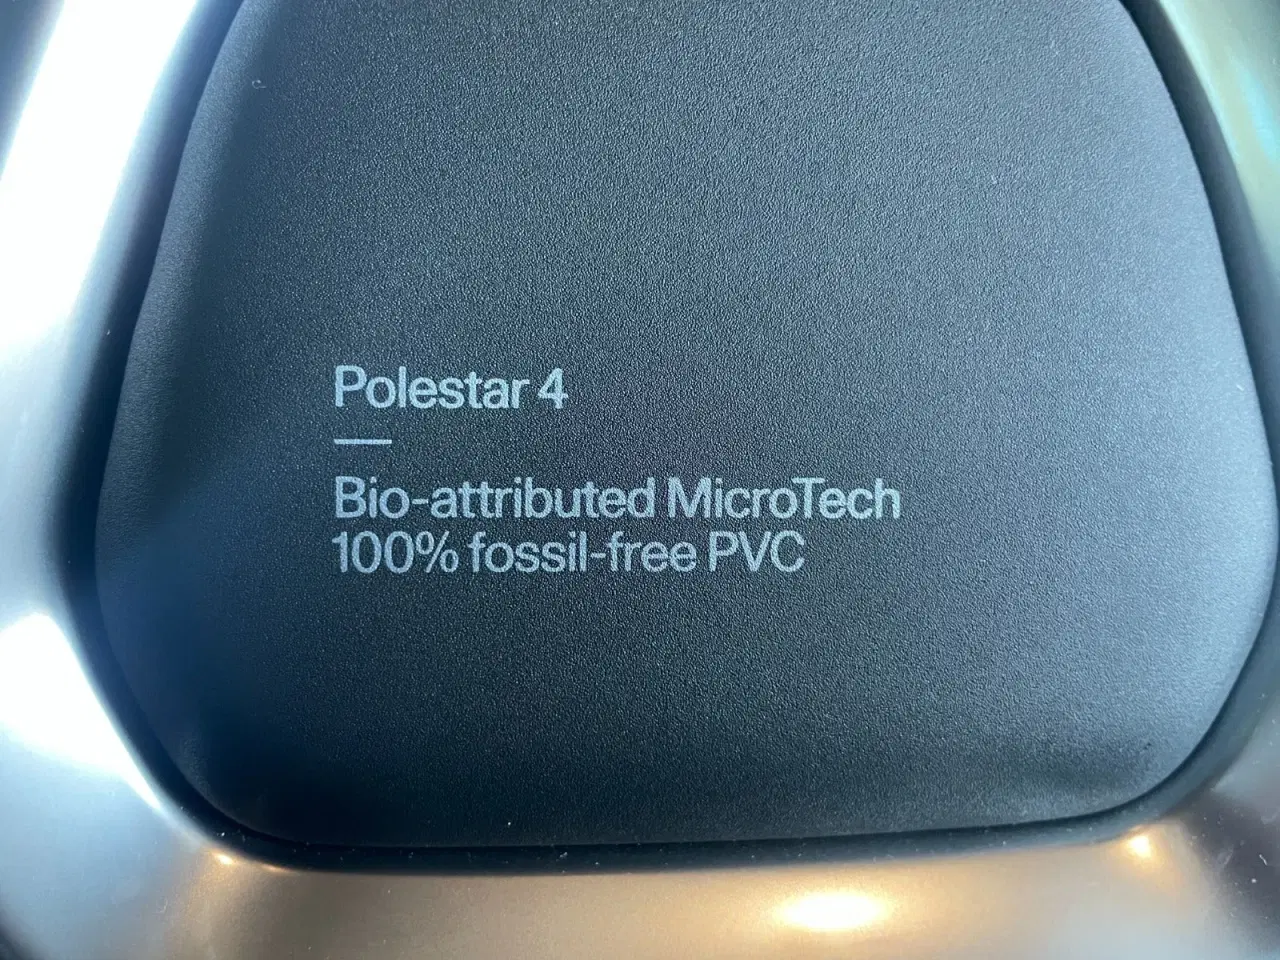 Polestar 4
Bio-attributed MicroTech
100% fossil-free PVC